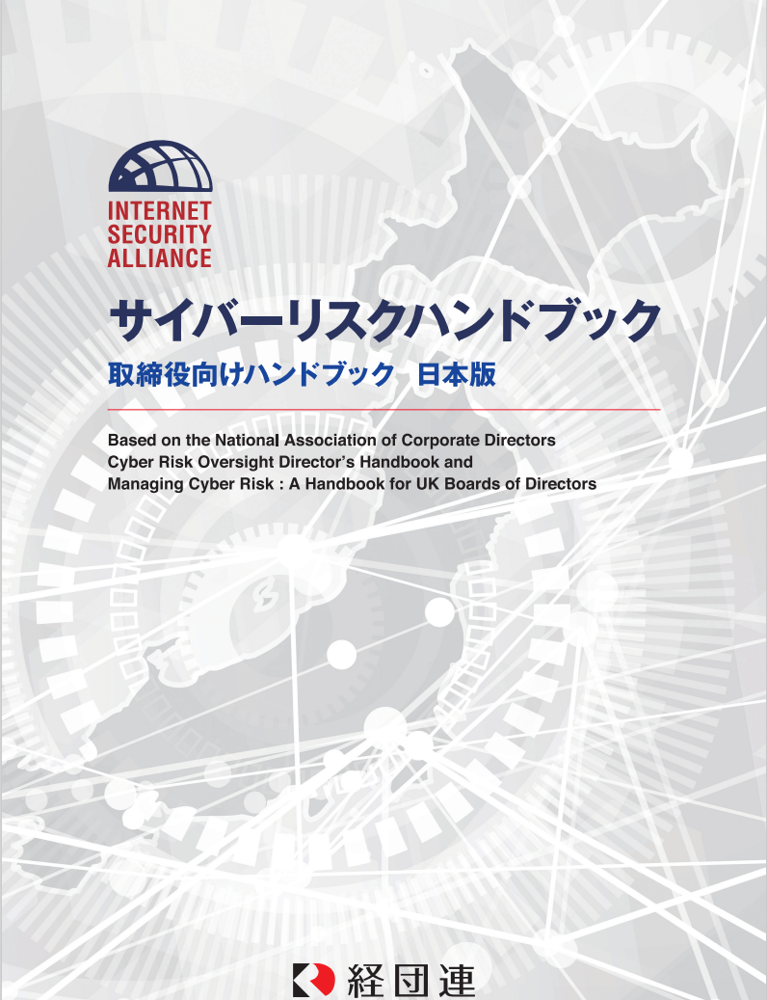 INTERNET
SECURITY
ALLIANCE
サイバーリスクハンドブック
取締役向けハンドブック 日本版
Based on the National Association of Corporate Directors
Cyber Risk Oversight Director's Handbook and
Managing Cyber Risk : A Handbook for UK Boards of Directors
経団連